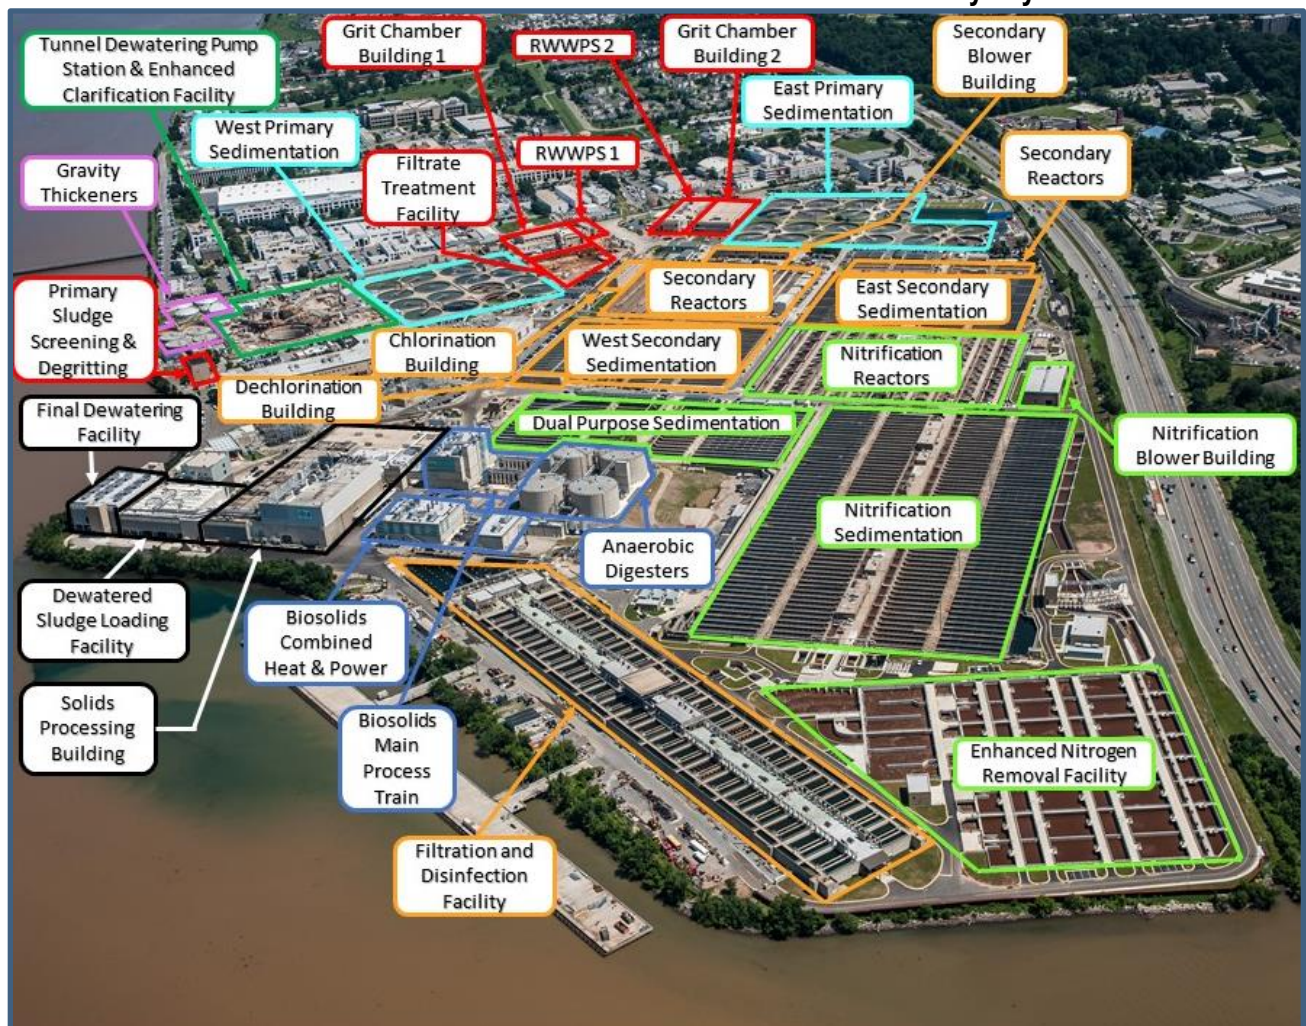 Grit Chamber
Building 1
RWWPS 2
Grit Chamber
Building 2
Secondary
Blower
Building
Tunnel Dewatering Pump
Station & Enhanced
Clarification Facility
East Primary
Sedimentation
West Primary
Sedimentation
RWWPS 1
Secondary
Reactors
Gravity
Thickeners
Filtrate
Treatment
Facility
Primary
Sludge
Screening &
Degritting
Secondary
Reactors
East Secondary
Sedimentation
Chlorination
Building
West Secondary
Sedimentation
Nitrification
Reactors
Dechlorination
Building
Final Dewatering
Facility
Dual Purpose Sedimentation
Nitrification
Blower Building
Nitrification
Sedimentation
Anaerobic
Digesters
Dewatered
Sludge Loading
Facility
Biosolids
Combined
Heat & Power
Solids
Processing
Building
Biosolids
Main
Process
Train
Enhanced Nitrogen
Removal Facility
Filtration and
Disinfection
Facility